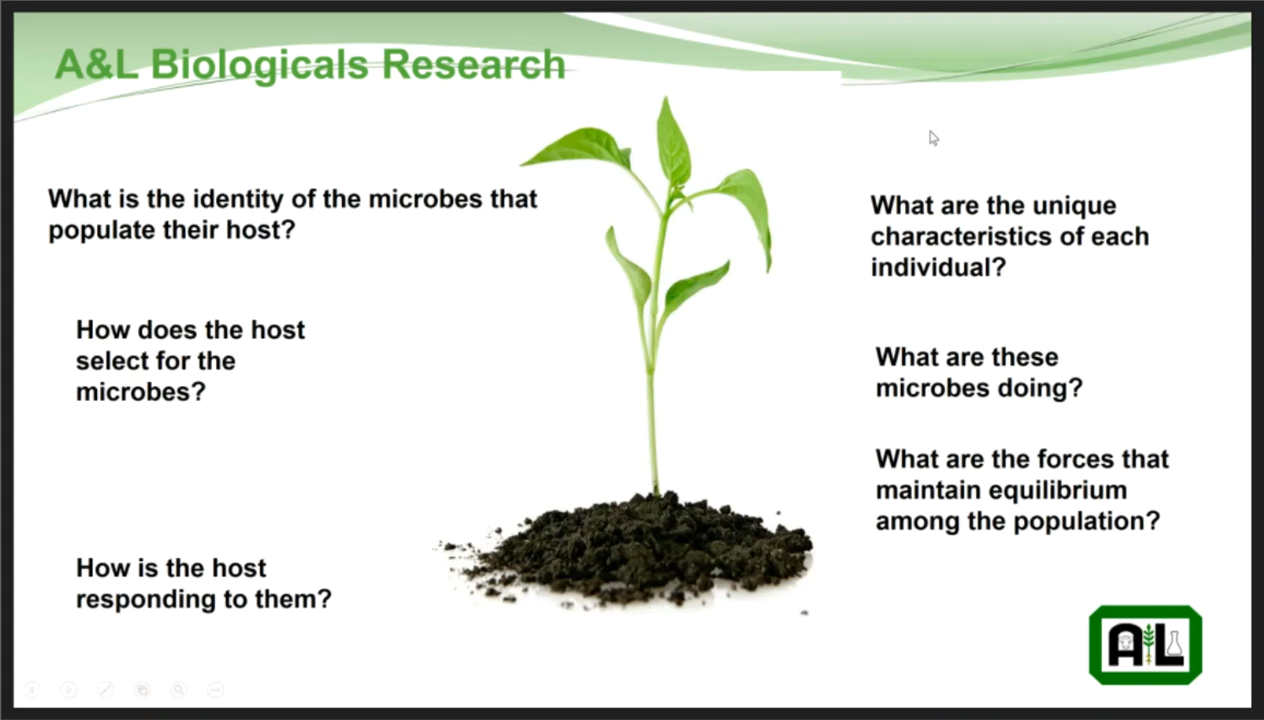 A&L Biologicals Research
What is the identity of the microbes that
populate their host?
How does the host
select for the
microbes?
How is the host
responding to them?
What are the unique
characteristics of each
individual?
What are these
microbes doing?
What are the forces that
maintain equilibrium
among the population?
A L